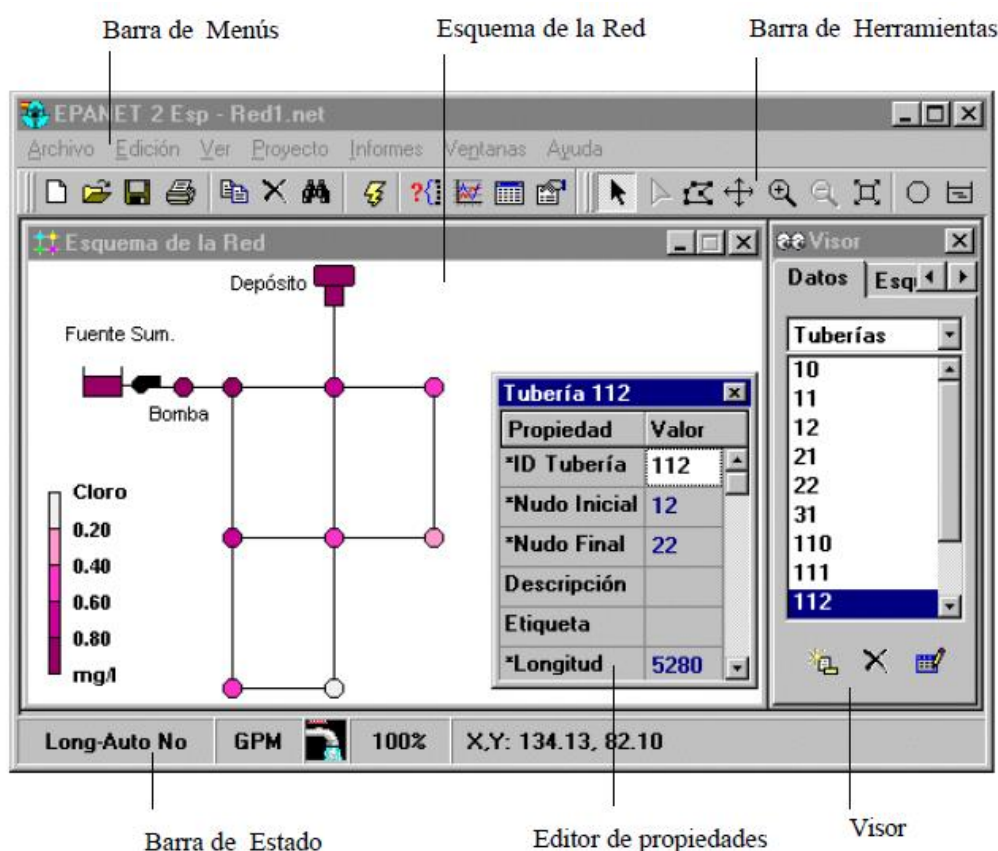 Barra de Menús
Esquema de la Red
Barra de Herramientas
EPANET 2 Esp - Red1.net
Archivo Edición Ver Proyecto Informes Ventanas Ayuda
Esquema de la Red
Visor
Datos
Esq
Depósito
Fuente Sum.
Bomba
Tuberías
10
11
12
21
22
31
110
111
112
Tubería 112
Propiedad Valor
*ID Tubería 112
*Nudo Inicial 12
*Nudo Final 22
Descripción
Etiqueta
*Longitud 5280
Cloro
0.20
0.40
0.60
0.80
mg/l
Long-Auto No
GPM
100%
X,Y: 134.13, 82.10
Barra de Estado
Editor de propiedades
Visor